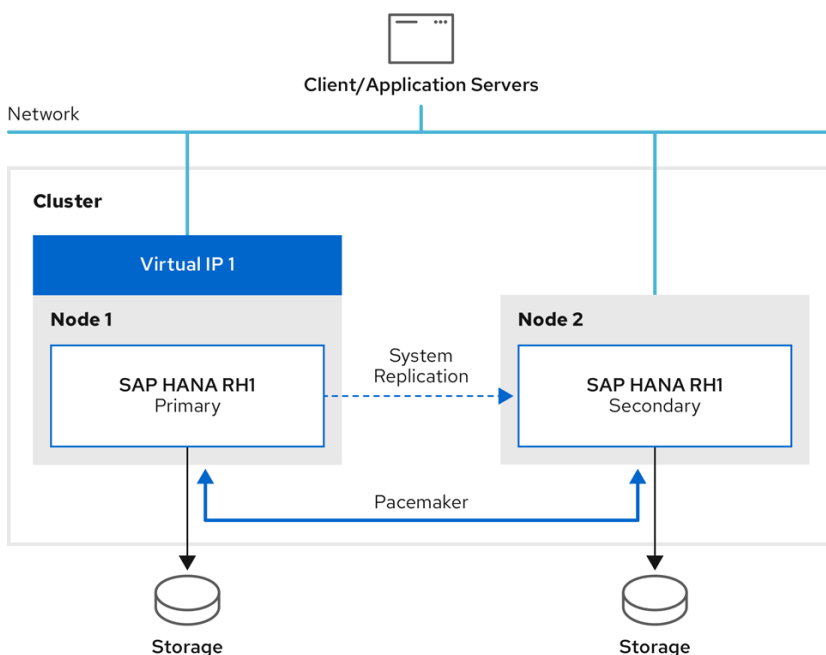 Client/Application Servers
Network
Cluster
Virtual IP 1
Node 1
SAP HANA RH1
Primary
System
Replication
Node 2
SAP HANA RH1
Secondary
Pacemaker
Storage
Storage